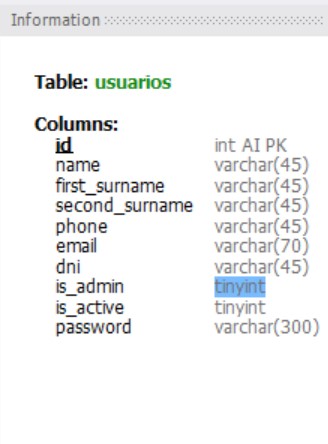 Information
Table: usuarios
Columns:
id int AI PK
name varchar(45)
first_surname varchar(45)
second_surname varchar(45)
phone varchar(45)
email varchar(70)
dni varchar(45)
is_admin tinyint
is_active tinyint
password varchar(300)